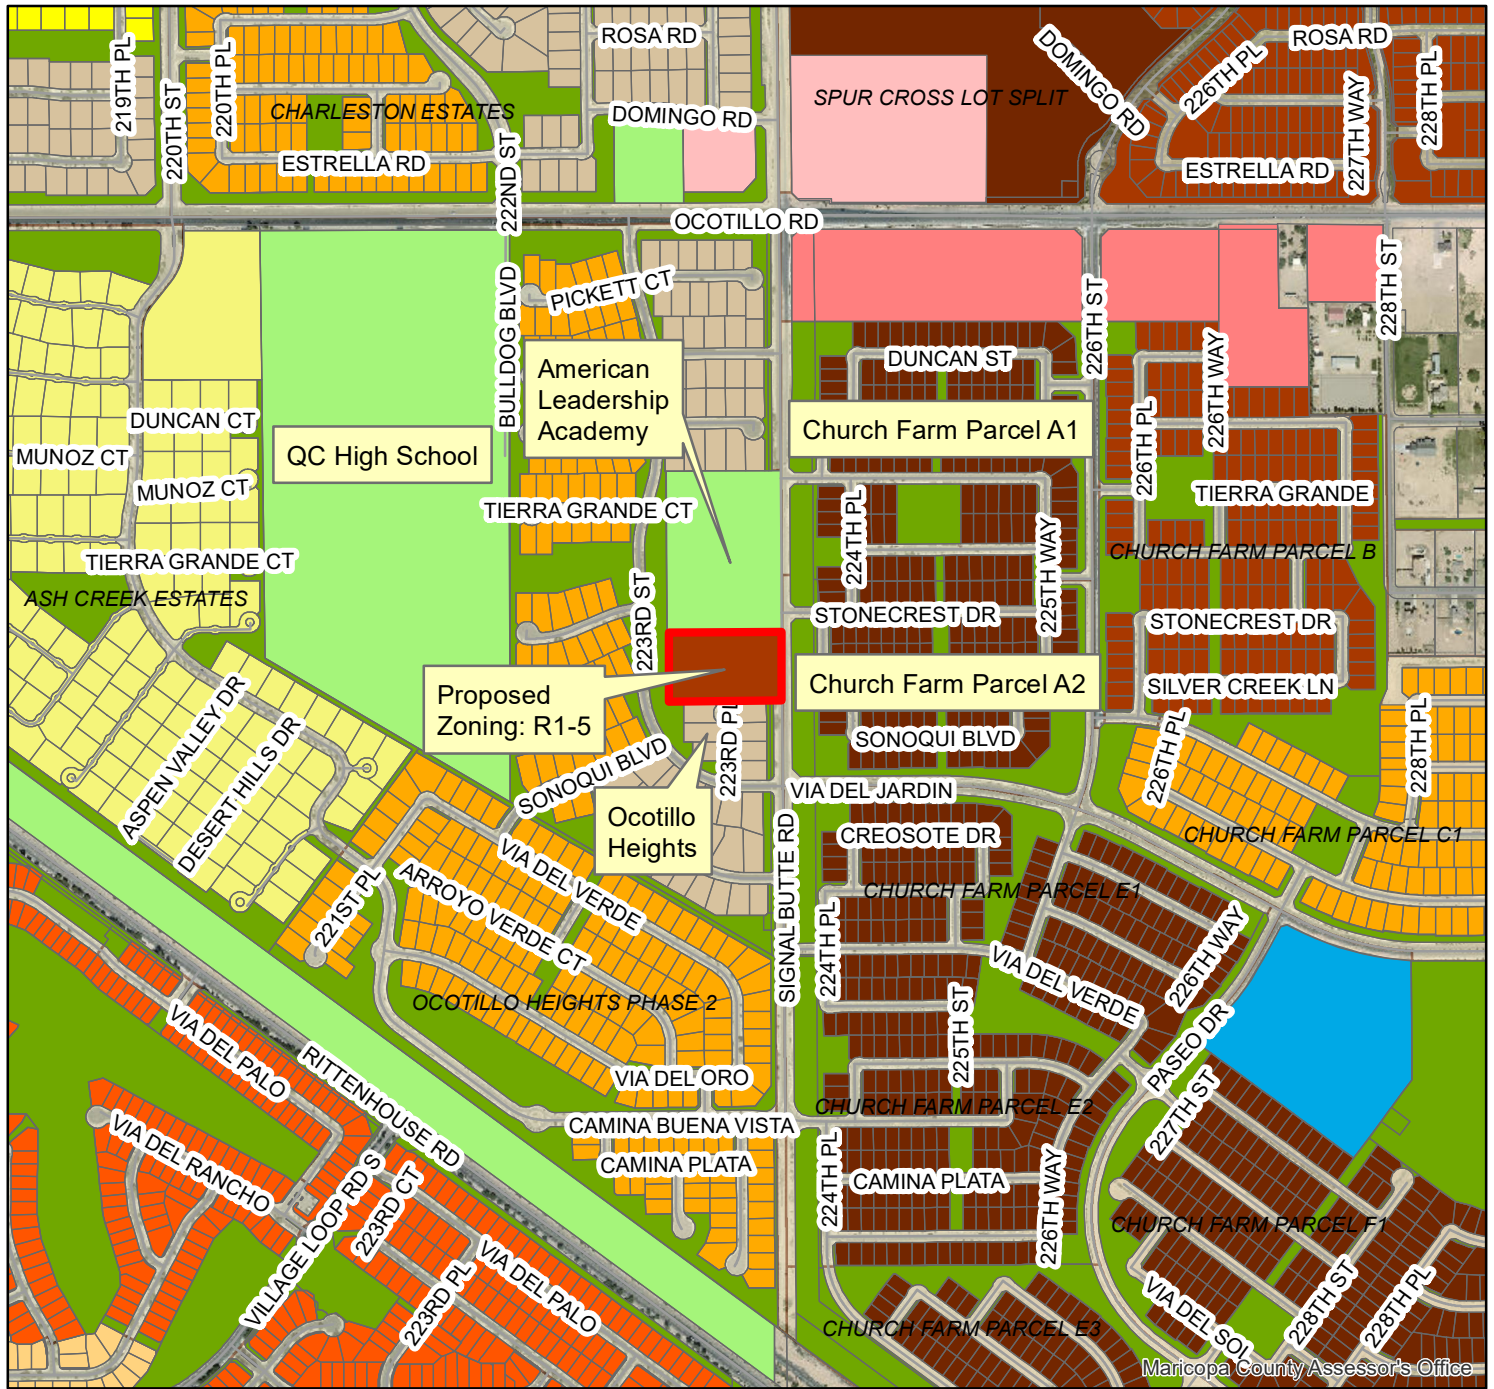 219TH PL
220TH ST
220TH PL
CHARLESTON ESTATES
ESTRELLA RD
222ND ST
ROSA RD
DOMINGO RD
SPUR CROSS LOT SPLIT
DOMINGO RD
226TH PL
ROSA RD
227TH WAY
228TH PL
ESTRELLA RD
OCOTILLO RD
BULLDOG BLVD
PICKETT CT
226TH ST
228TH ST
DUNCAN ST
226TH WAY
American
Leadership
Academy
DUNCAN CT
MUNOZ CT
QC High School
Church Farm Parcel A1
226TH PL
MUNOZ CT
TIERRA GRANDE CT
224TH PL
225TH WAY
TIERRA GRANDE
CHURCH FARM PARCEL B
TIERRA GRANDE CT
ASH CREEK ESTATES
223RD ST
STONECREST DR
STONECREST DR
Proposed
Zoning: R1-5
Church Farm Parcel A2
SILVER CREEK LN
ASPEN VALLEY DR
DESERT HILLS DR
SONOQUI BLVD
223RD PL
SONOQUI BLVD
226TH PL
228TH PL
VIA DEL JARDIN
Ocotillo
Heights
SIGNAL BUTTE RD
CREOSOTE DR
CHURCH FARM PARCEL C1
CHURCH FARM PARCEL E1
221ST PL
ARROYO VERDE CT
VIA DEL VERDE
224TH PL
VIA DEL VERDE
226TH WAY
OCOTILLO HEIGHTS PHASE 2
225TH ST
PASEO DR
VIA DEL PALO
RITTENHOUSE RD
VIA DEL ORO
CHURCH FARM PARCEL E2
227TH ST
CAMINA BUENA VISTA
VIA DEL RANCHO
CAMINA PLATA
224TH PL
CAMINA PLATA
226TH WAY
VILLAGE LOOP RD S
223RD CT
CHURCH FARM PARCEL F1
223RD PL
VIA DEL PALO
CHURCH FARM PARCEL E3
VIA DEL SOL
228TH ST
228TH PL
Maricopa County Assessor's Office